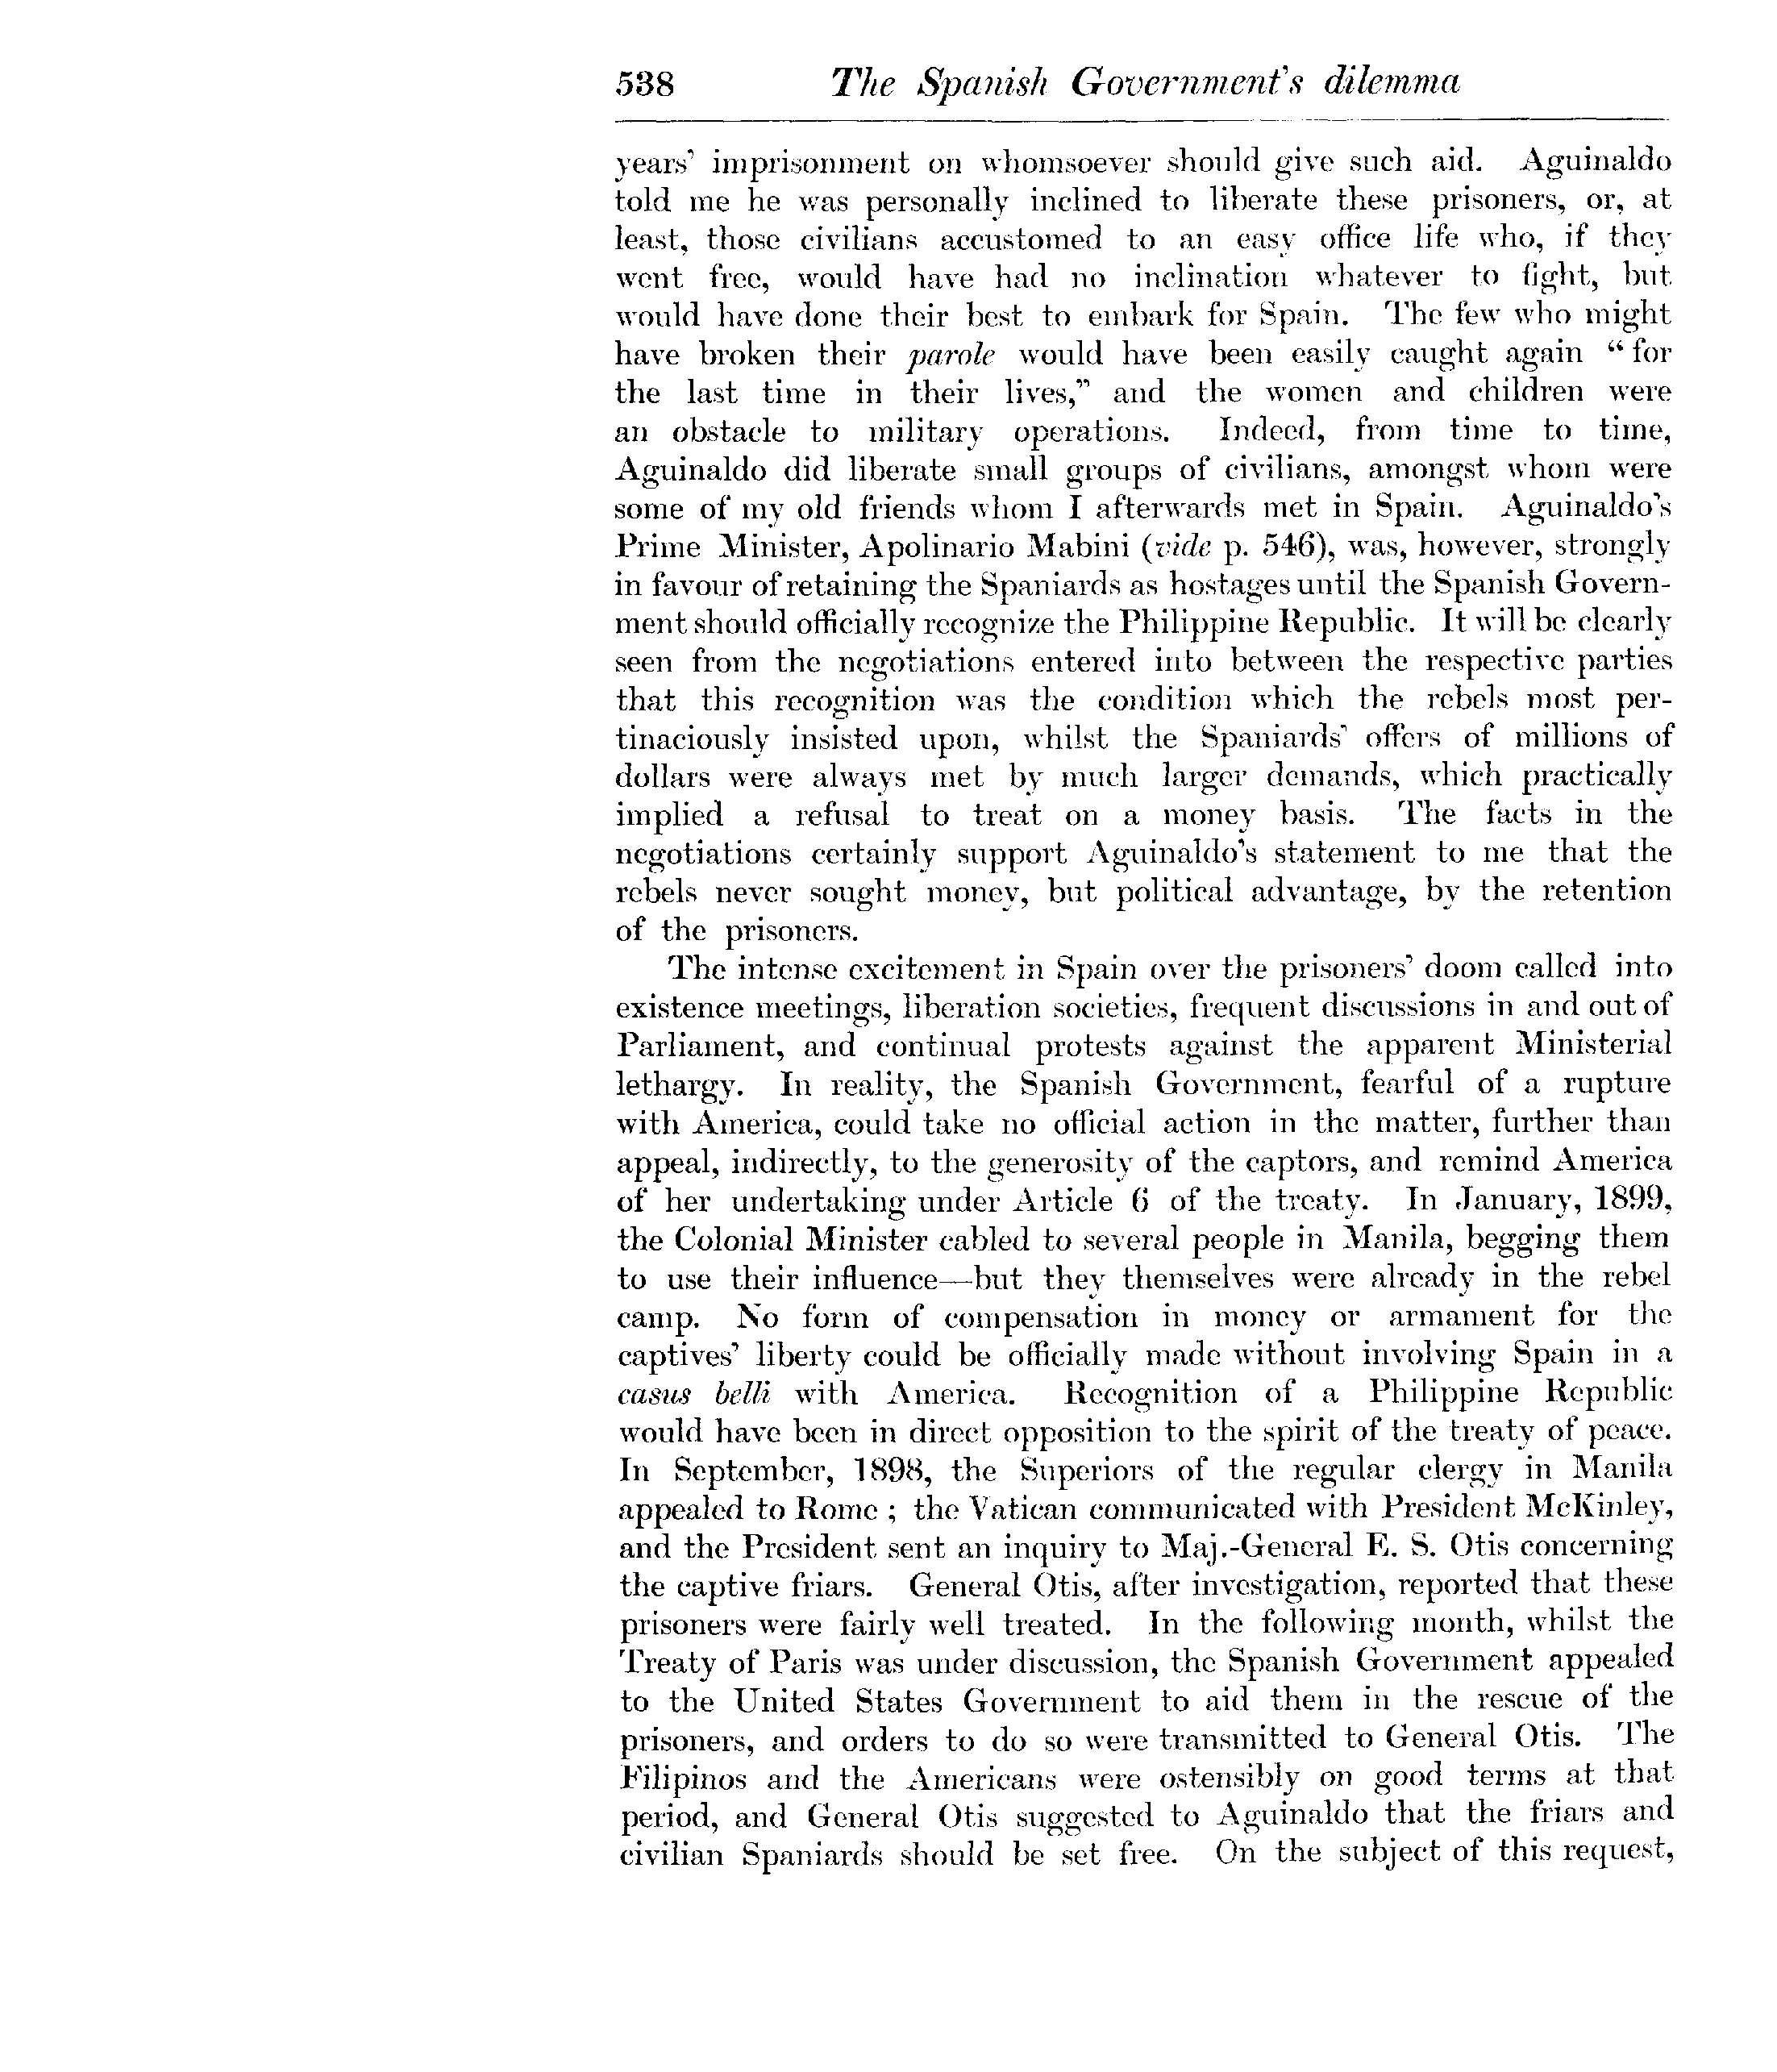 538 The Spanish Government's dilemma
years' imprisonment on whomsoever should give such aid. Aguinaldo
told me he was personally inclined to liberate these prisoners, or, at
least, those civilians accustomed to an easy office life who, if they
went free, would have had no inclination whatever to fight, but
would have done their best to embark for Spain. The few who might
have broken their parole would have been easily caught again “for
the last time in their lives,” and the women and children were
an obstacle to military operations. Indeed, from time to time,
Aguinaldo did liberate small groups of civilians, amongst whom were
some of my old friends whom I afterwards met in Spain. Aguinaldo's
Prime Minister, Apolinario Mabini (vide p. 546), was, however, strongly
in favour of retaining the Spaniards as hostages until the Spanish Govern-
ment should officially recognize the Philippine Republic. It will be clearly
seen from the negotiations entered into between the respective parties
that this recognition was the condition which the rebels most per-
tinaciously insisted upon, whilst the Spaniards' offers of millions of
dollars were always met by much larger demands, which practically
implied a refusal to treat on a money basis. The facts in the
negotiations certainly support Aguinaldo's statement to me that the
rebels never sought money, but political advantage, by the retention
of the prisoners.
The intense excitement in Spain over the prisoners' doom called into
existence meetings, liberation societies, frequent discussions in and out of
Parliament, and continual protests against the apparent Ministerial
lethargy. In reality, the Spanish Government, fearful of a rupture
with America, could take no official action in the matter, further than
appeal, indirectly, to the generosity of the captors, and remind America
of her undertaking under Article 6 of the treaty. In January, 1899,
the Colonial Minister cabled to several people in Manila, begging them
to use their influence—but they themselves were already in the rebel
camp. No form of compensation in money or armament for the
captives' liberty could be officially made without involving Spain in a
casus belli with America. Recognition of a Philippine Republic
would have been in direct opposition to the spirit of the treaty of peace.
In September, 1898, the Superiors of the regular clergy in Manila
appealed to Rome ; the Vatican communicated with President McKinley,
and the President sent an inquiry to Maj.-General E. S. Otis concerning
the captive friars. General Otis, after investigation, reported that these
prisoners were fairly well treated. In the following month, whilst the
Treaty of Paris was under discussion, the Spanish Government appealed
to the United States Government to aid them in the rescue of the
prisoners, and orders to do so were transmitted to General Otis. The
Filipinos and the Americans were ostensibly on good terms at that
period, and General Otis suggested to Aguinaldo that the friars and
civilian Spaniards should be set free. On the subject of this request,